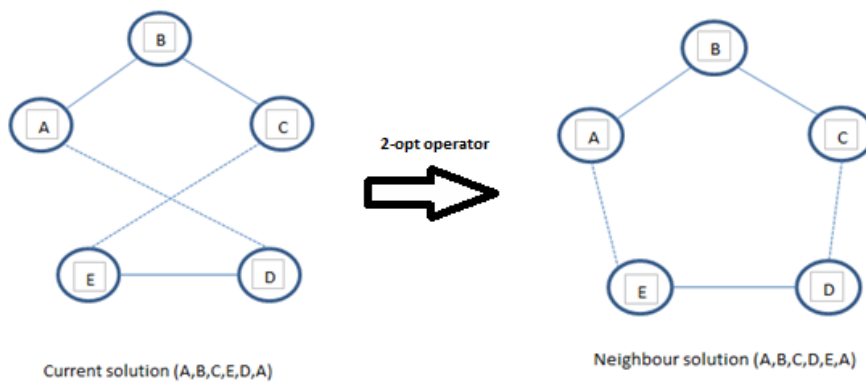 B
A
C
E
D
Current solution (A,B,C,E,D,A)
2-opt operator
B
A
C
E
D
Neighbour solution (A,B,C,D,E,A)